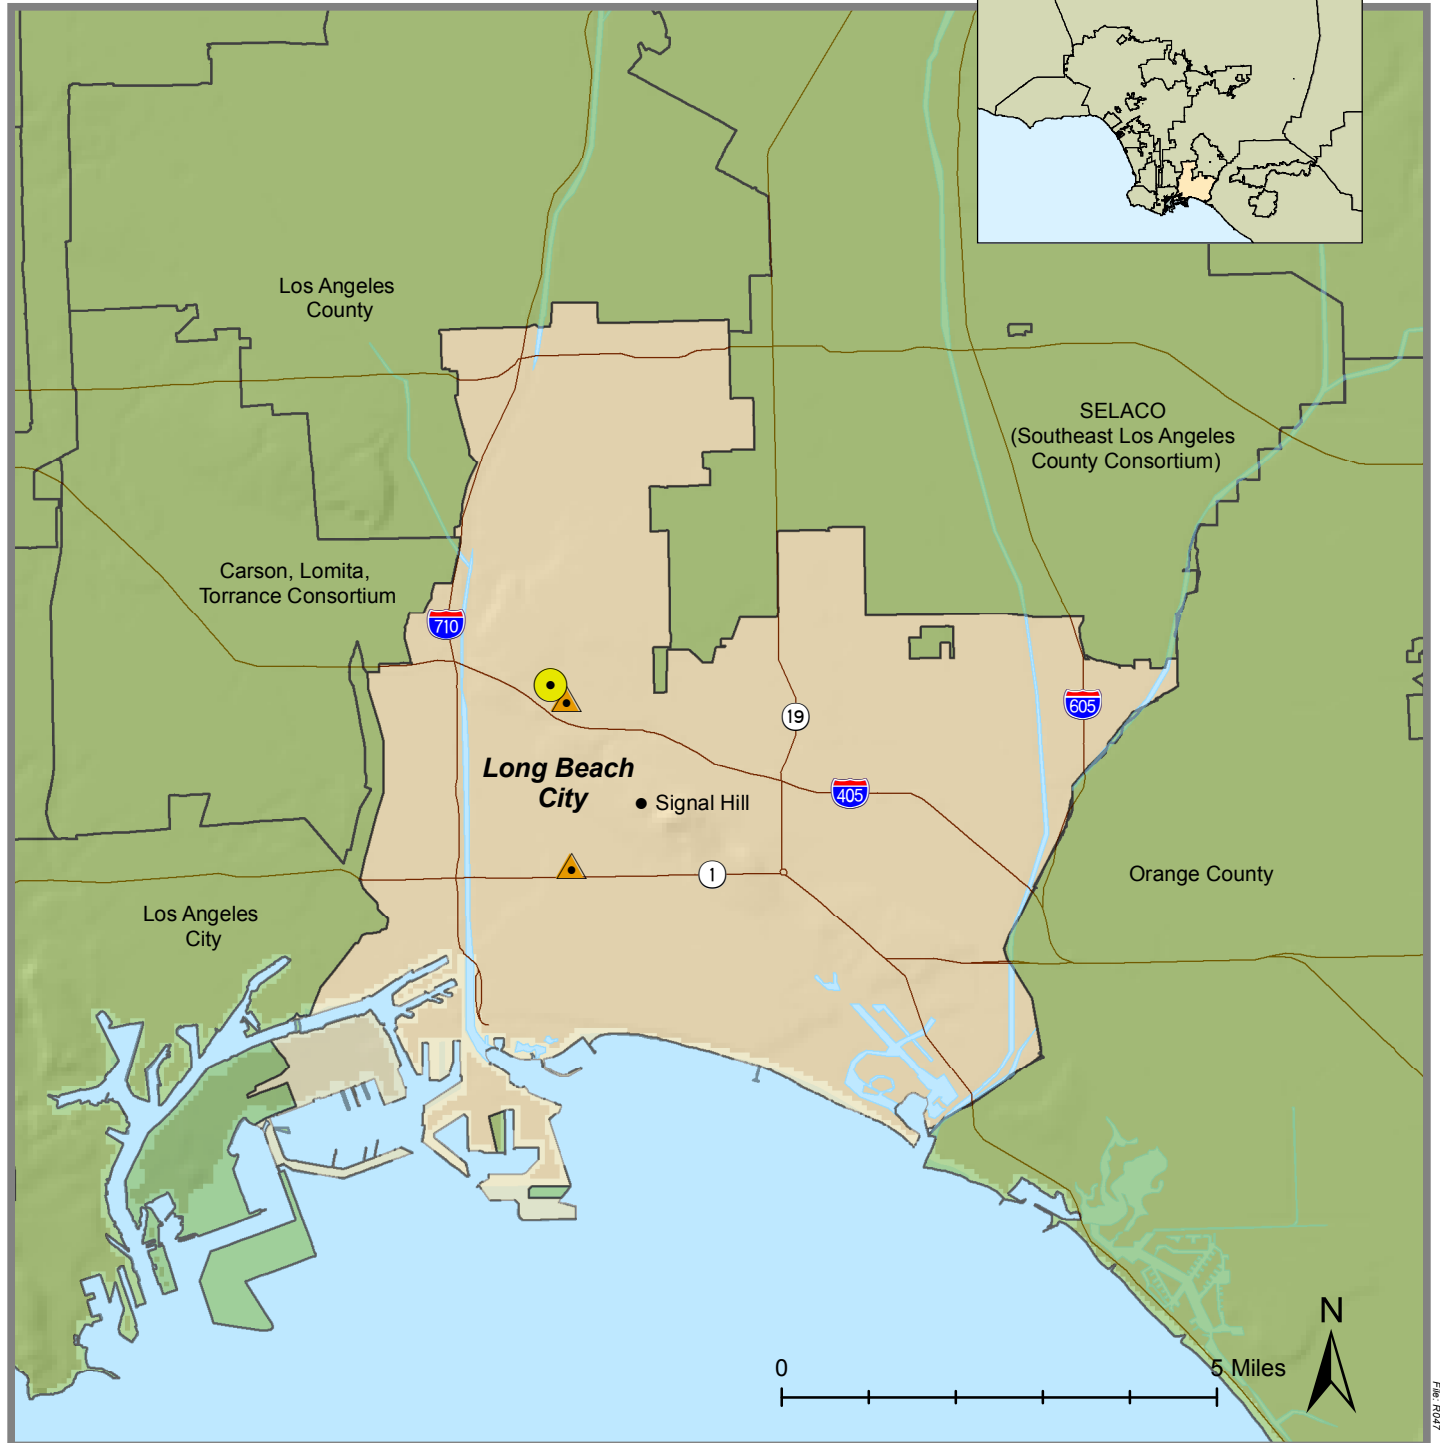 Los Angeles
County
SELACO
(Southeast Los Angeles
County Consortium)
Carson, Lomita,
Torrance Consortium
710
605
19
Long Beach
City
405
Signal Hill
1
Orange County
Los Angeles
City
N
0
5 Miles
File: R047